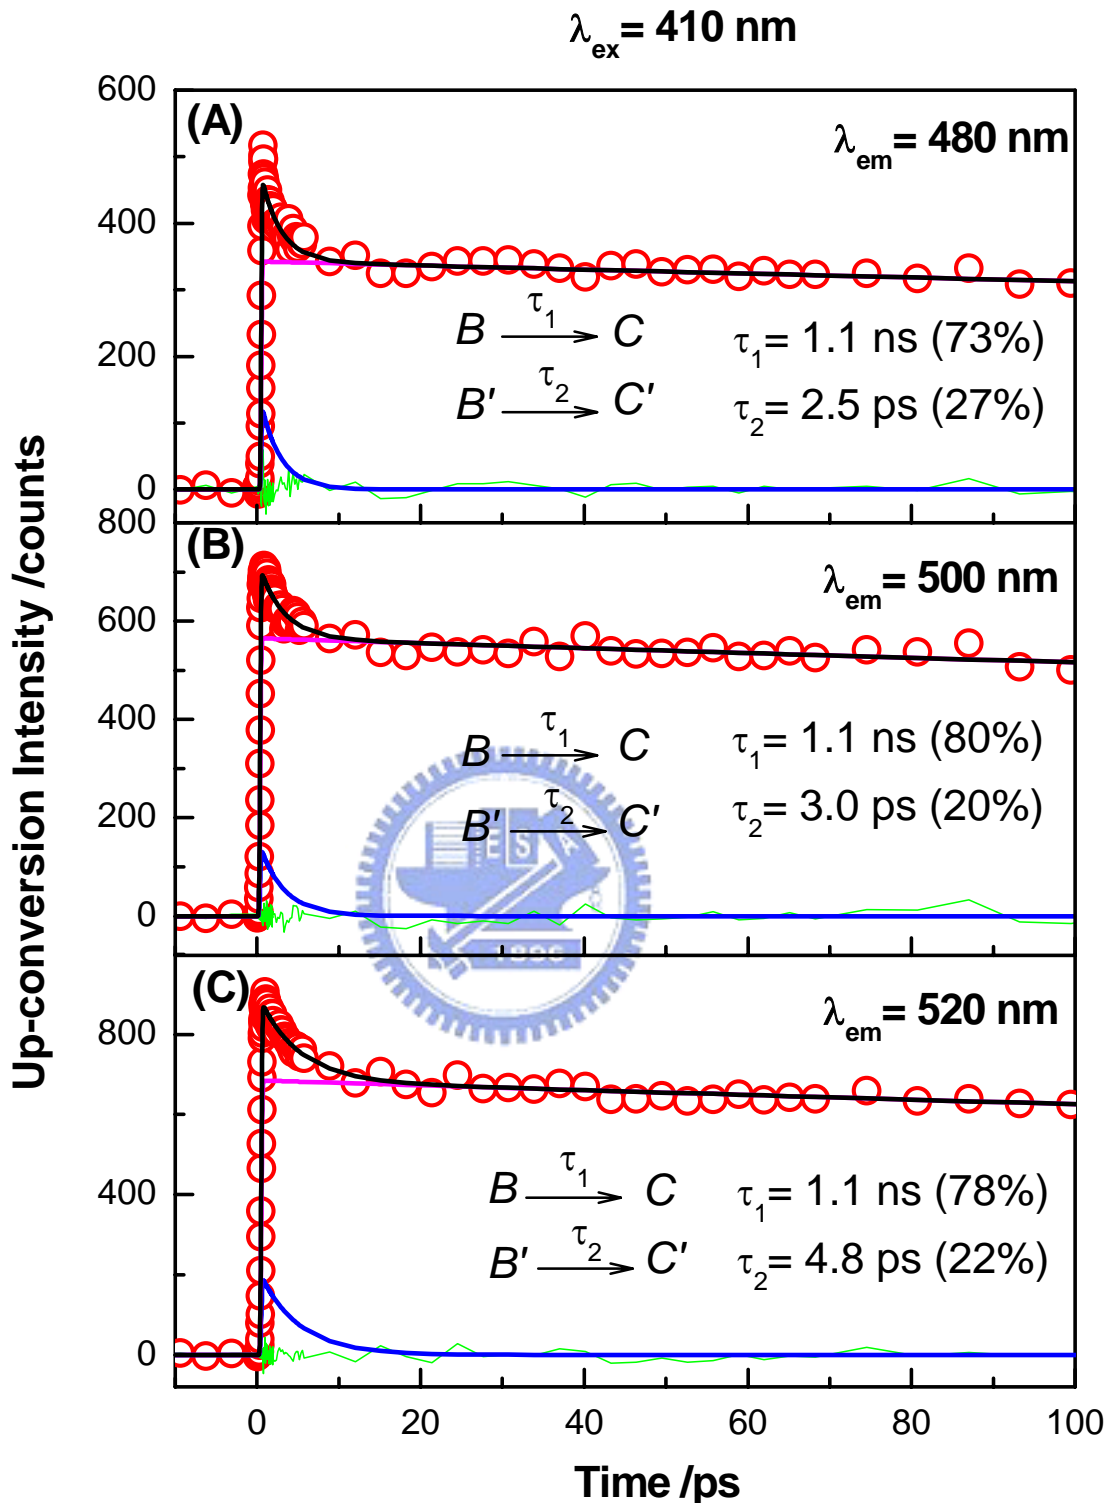 λex= 410 nm
Up-conversion Intensity /counts
600
400
200
0
(A)
λem= 480 nm
B τ1 C
τ1= 1.1 ns (73%)
B' τ2 C'
τ2= 2.5 ps (27%)
800
600
400
200
0
(B)
λem= 500 nm
B τ1 C
τ1= 1.1 ns (80%)
B' τ2 C'
τ2= 3.0 ps (20%)
E S A
1896
800
400
0
(C)
λem= 520 nm
B τ1 C
τ1= 1.1 ns (78%)
B' τ2 C'
τ2= 4.8 ps (22%)
0 20 40 60 80 100
Time /ps